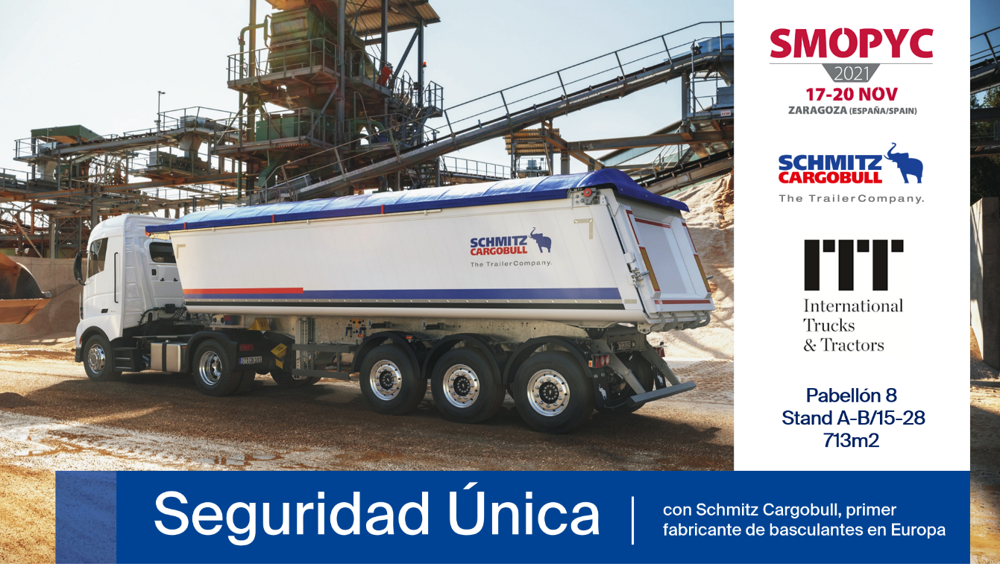 SMOPYC
2021
17-20 NOV
ZARAGOZA (ESPAÑA/SPAIN)
SCHMITZ
CARGOBULL
The TrailerCompany.
ITT
International
Trucks
& Tractors
Pabellón 8
Stand A-B/15-28
713m2
SCHMITZ
CARGOBULL
The TrailerCompany.
Seguridad Única
con Schmitz Cargobull, primer
fabricante de basculantes en Europa